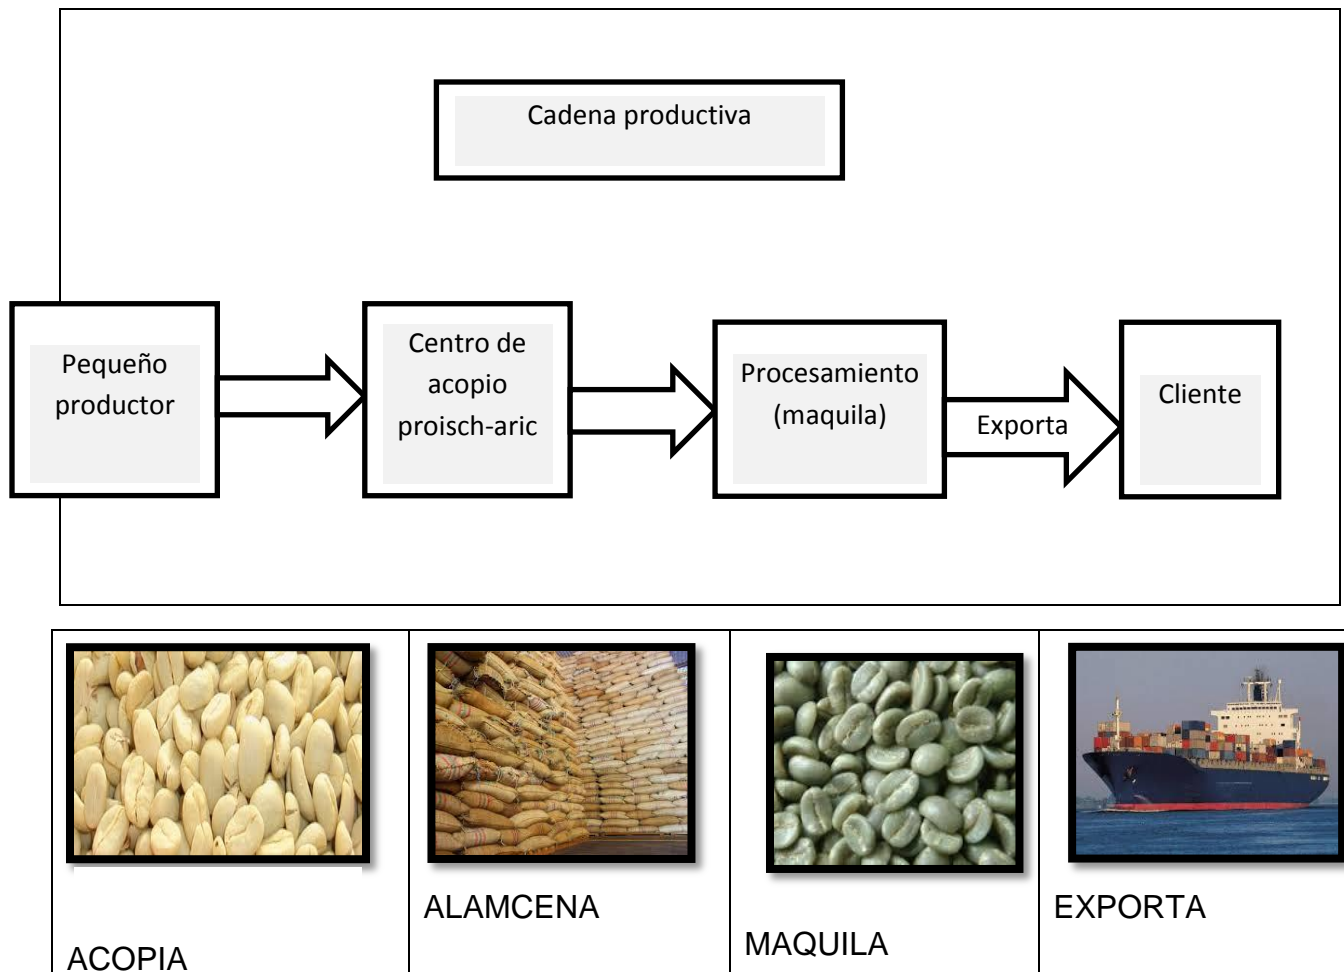 Cadena productiva
Pequeño
productor
Centro de
acopio
proisch-aric
Procesamiento
(maquila)
Exporta
Cliente
ACOPIA
ALAMCENA
MAQUILA
EXPORTA